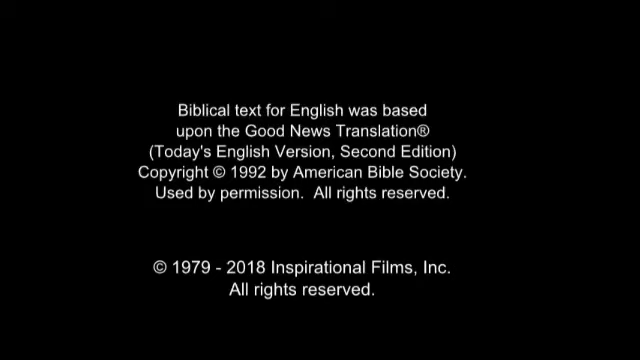 Biblical text for English was based
upon the Good News Translation®
(Today's English Version, Second Edition)
Copyright © 1992 by American Bible Society.
Used by permission.  All rights reserved.
© 1979 - 2018 Inspirational Films, Inc.
All rights reserved.